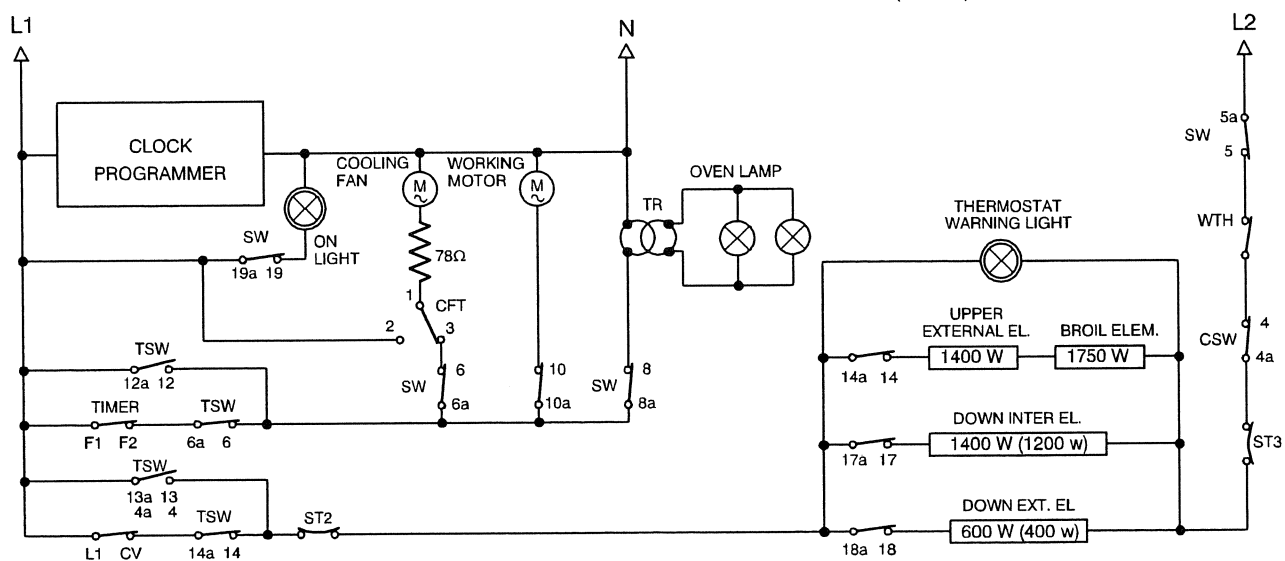 L1
N
L2
CLOCK
PROGRAMMER
COOLING
FAN
M
~
WORKING
MOTOR
M
~
SW
19a 19
ON
LIGHT
78Ω
1
CFT
2
3
TR
OVEN LAMP
5a
SW
5
WTH
THERMOSTAT
WARNING LIGHT
4
CSW
4a
ST3
UPPER
EXTERNAL EL.
BROIL ELEM.
1400 W
1750 W
14a 14
DOWN INTER EL.
1400 W (1200 w)
17a 17
DOWN EXT. EL
600 W (400 w)
18a 18
TSW
12a 12
6
SW
6a
10
10a
SW
8
8a
TIMER
TSW
F1 F2
6a 6
TSW
13a 13
4a 4
TSW
L1 CV
14a 14
ST2